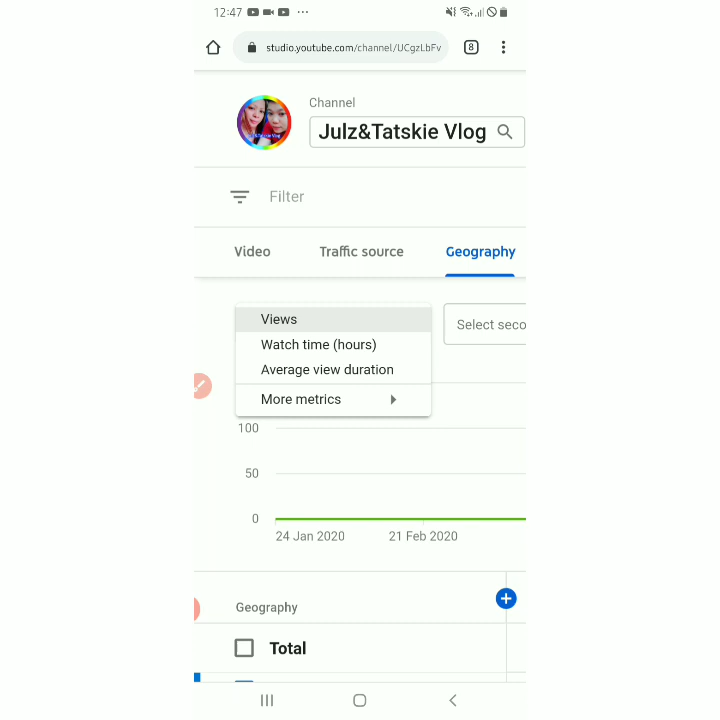 12:47
studio.youtube.com/channel/UCgzLbFv
8
Channel
Julz&Tatskie Vlog
Filter
Video Traffic source Geography
Views
Select seco
Watch time (hours)
Average view duration
More metrics
100
50
0
24 Jan 2020 21 Feb 2020
Geography
Total